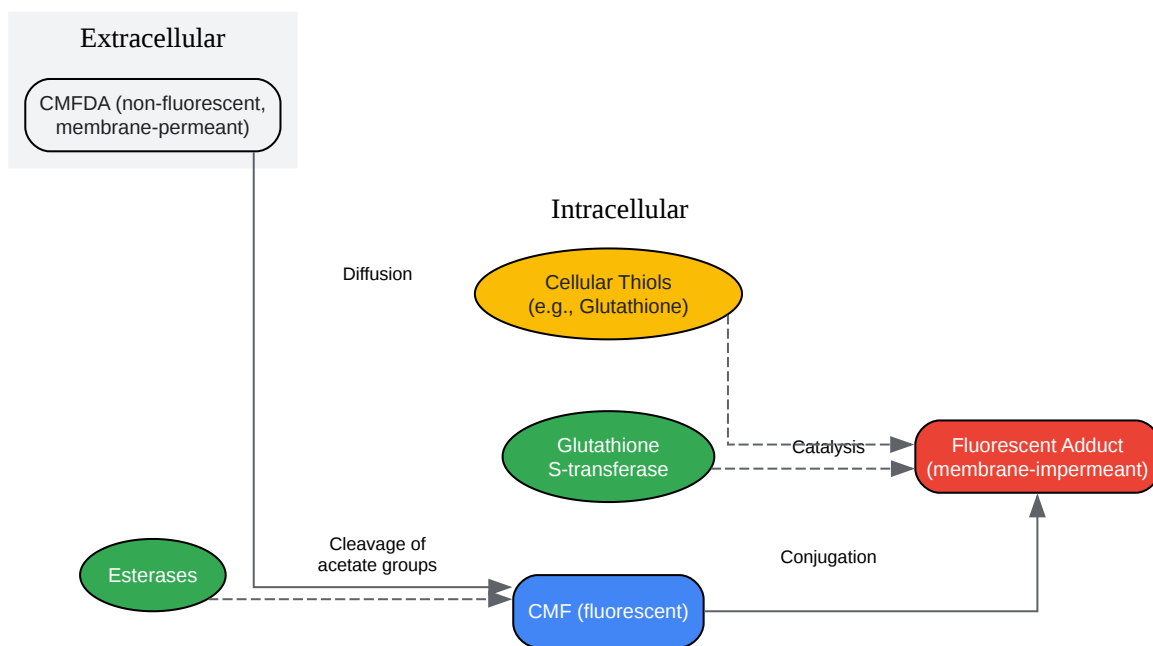 Extracellular
CMFDA (non-fluorescent,
membrane-permeant)
Intracellular
Diffusion
Cellular Thiols
(e.g., Glutathione)
Glutathione
S-transferase
Catalysis
Fluorescent Adduct
(membrane-impermeant)
Esterases
Cleavage of
acetate groups
Conjugation
CMF (fluorescent)